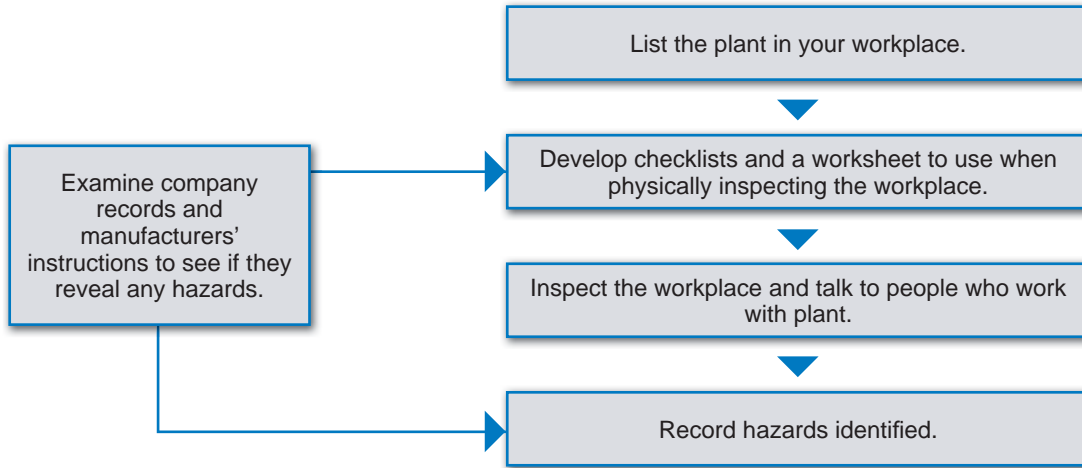 List the plant in your workplace.
Develop checklists and a worksheet to use when
physically inspecting the workplace.
Examine company
records and
manufacturers’
instructions to see if they
reveal any hazards.
Inspect the workplace and talk to people who work
with plant.
Record hazards identified.